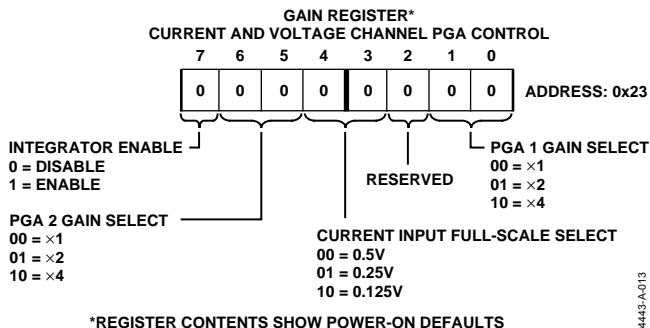 GAIN REGISTER*
CURRENT AND VOLTAGE CHANNEL PGA CONTROL
7 6 5 4 3 2 1 0
0 0 0 0 0 0 0 0 ADDRESS: 0x23
INTEGRATOR ENABLE
0 = DISABLE
1 = ENABLE
PGA 2 GAIN SELECT
00 = ×1
01 = ×2
10 = ×4
CURRENT INPUT FULL-SCALE SELECT
00 = 0.5V
01 = 0.25V
10 = 0.125V
RESERVED
PGA 1 GAIN SELECT
00 = ×1
01 = ×2
10 = ×4
*REGISTER CONTENTS SHOW POWER-ON DEFAULTS
4443-A-013